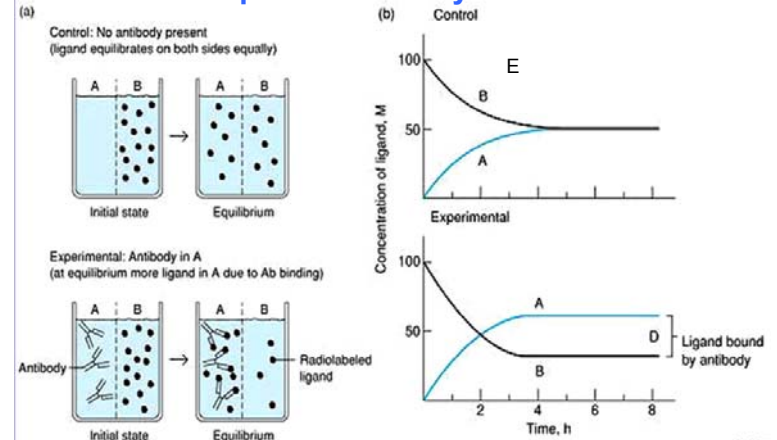 (a)
Control: No antibody present
(ligand equilibrates on both sides equally)
A B A B
Initial state Equilibrium
Experimental: Antibody in A
(at equilibrium more ligand in A due to Ab binding)
A B A B
Antibody
Radiolabeled
ligand
Initial state Equilibrium
(b)
Control
100
E
B
50
A
Concentration of ligand, M
Experimental
100
A
50
D
Ligand bound
by antibody
B
2 4 6 8
Time, h